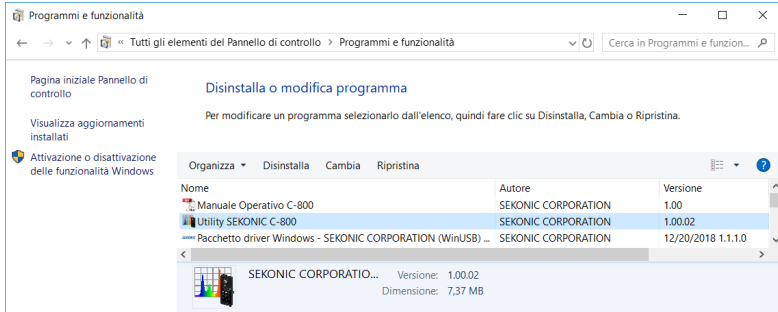 Programmi e funzionalità
« Tutti gli elementi del Pannello di controllo > Programmi e funzionalità
Cerca in Programmi e funzion...
Pagina iniziale Pannello di
controllo
Visualizza aggiornamenti
installati
Attivazione o disattivazione
delle funzionalità Windows
Disinstalla o modifica programma
Per modificare un programma selezionarlo dall'elenco, quindi fare clic su Disinstalla, Cambia o Ripristina.
Organizza Disinstalla Cambia Ripristina
Nome Autore Versione
Manuale Operativo C-800 SEKONIC CORPORATION 1.00
Utility SEKONIC C-800 SEKONIC CORPORATION 1.00.02
Pacchetto driver Windows - SEKONIC CORPORATION (WinUSB) ... SEKONIC CORPORATION 12/20/2018 1.1.1.0
SEKONIC CORPORATIO... Versione: 1.00.02
Dimensione: 7,37 MB